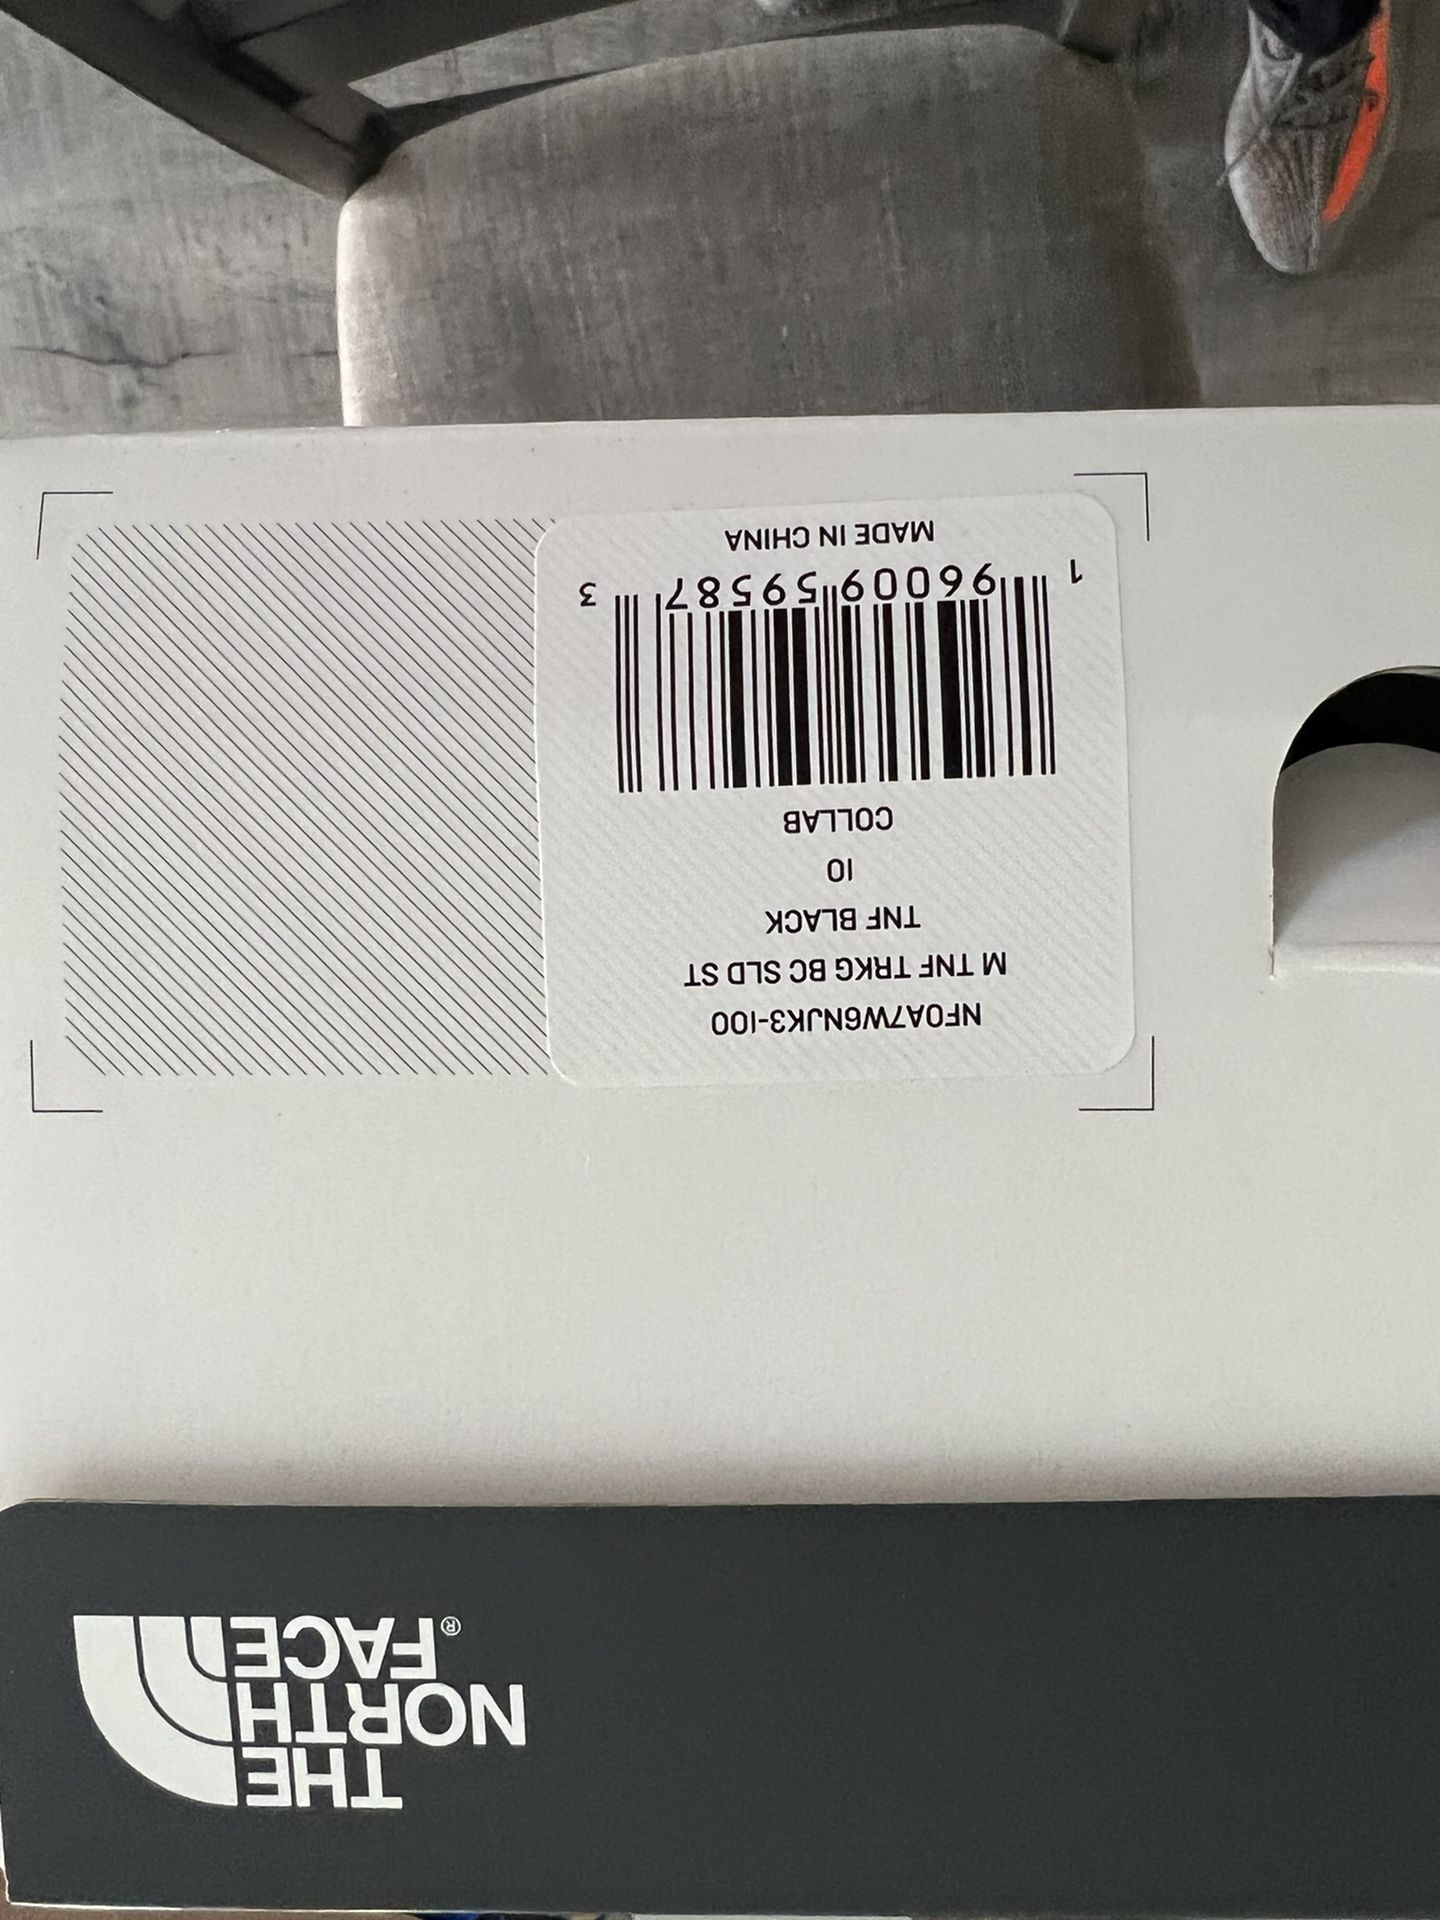 NF0A7W6NJK3-100
M TNF TRKG BC SLD ST
TNF BLACK
10
COLLAB
1 96009 59587 3
MADE IN CHINA
THE
NORTH
FACE®